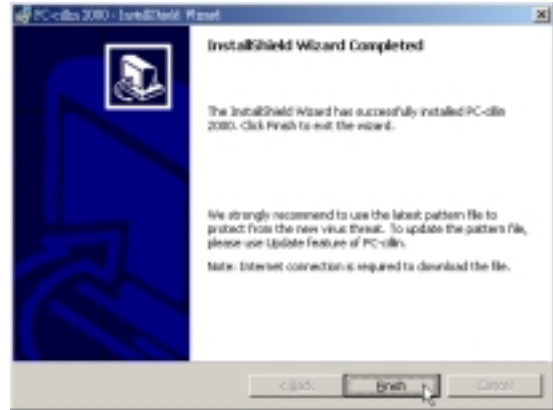 PC-cillin 2000 - InstallShield Wizard
InstallShield Wizard Completed
The InstallShield Wizard has successfully installed PC-cillin
2000. Click Finish to exit the wizard.
We strongly recommend to use the latest pattern file to
protect from the new virus threat. To update the pattern file,
please use Update feature of PC-cillin.
Note: Internet connection is required to download the file.
< Back
Finish
Cancel